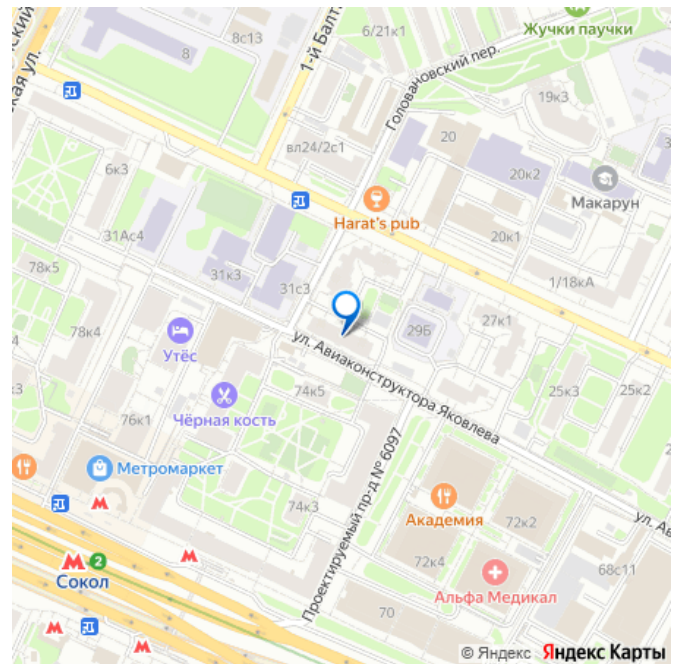 Жучки паучки
8с13
8
1-й Балт
6/21к1
ская ул.
Головановский пер.
19к3
вл24/2с1
20
6к3
20к2
Макарун
Harat's pub
31Ас4
20к1
78к5
31к3
31с3
1/18кА
29Б
27к1
78к4
Утёс
ул. Авиаконструктора Яковлева
25к3
25к2
74к5
Чёрная кость
76к1
Метромаркет
Проектируемый пр-д № 6097
74к3
Академия
72к2
ул. Ав
72к4
2
Сокол
Альфа Медикал
68с11
70
© Яндекс Яндекс Карты